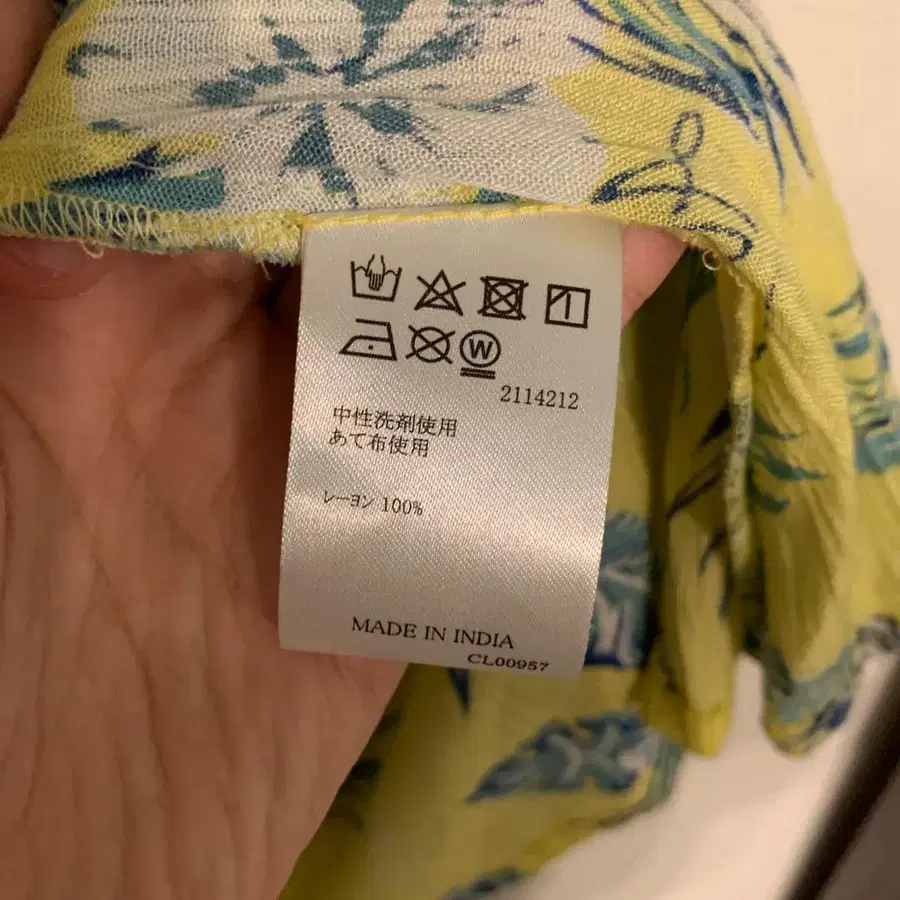 W
2114212
中性洗剤使用
あて布使用
レーヨン 100%
MADE IN INDIA
CL00957